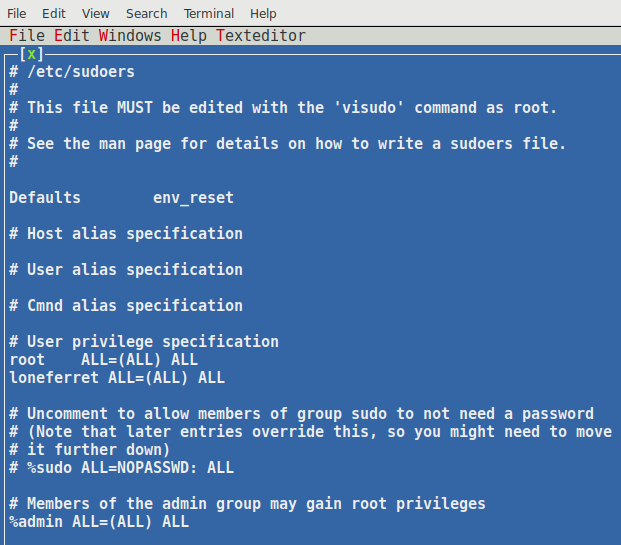 File Edit View Search Terminal Help
File Edit Windows Help Texteditor
[x]
# /etc/sudoers
#
# This file MUST be edited with the 'visudo' command as root.
#
# See the man page for details on how to write a sudoers file.
#
Defaults        env_reset
# Host alias specification
# User alias specification
# Cmnd alias specification
# User privilege specification
root    ALL=(ALL) ALL
loneferret ALL=(ALL) ALL
# Uncomment to allow members of group sudo to not need a password
# (Note that later entries override this, so you might need to move
# it further down)
# %sudo ALL=NOPASSWD: ALL
# Members of the admin group may gain root privileges
%admin ALL=(ALL) ALL